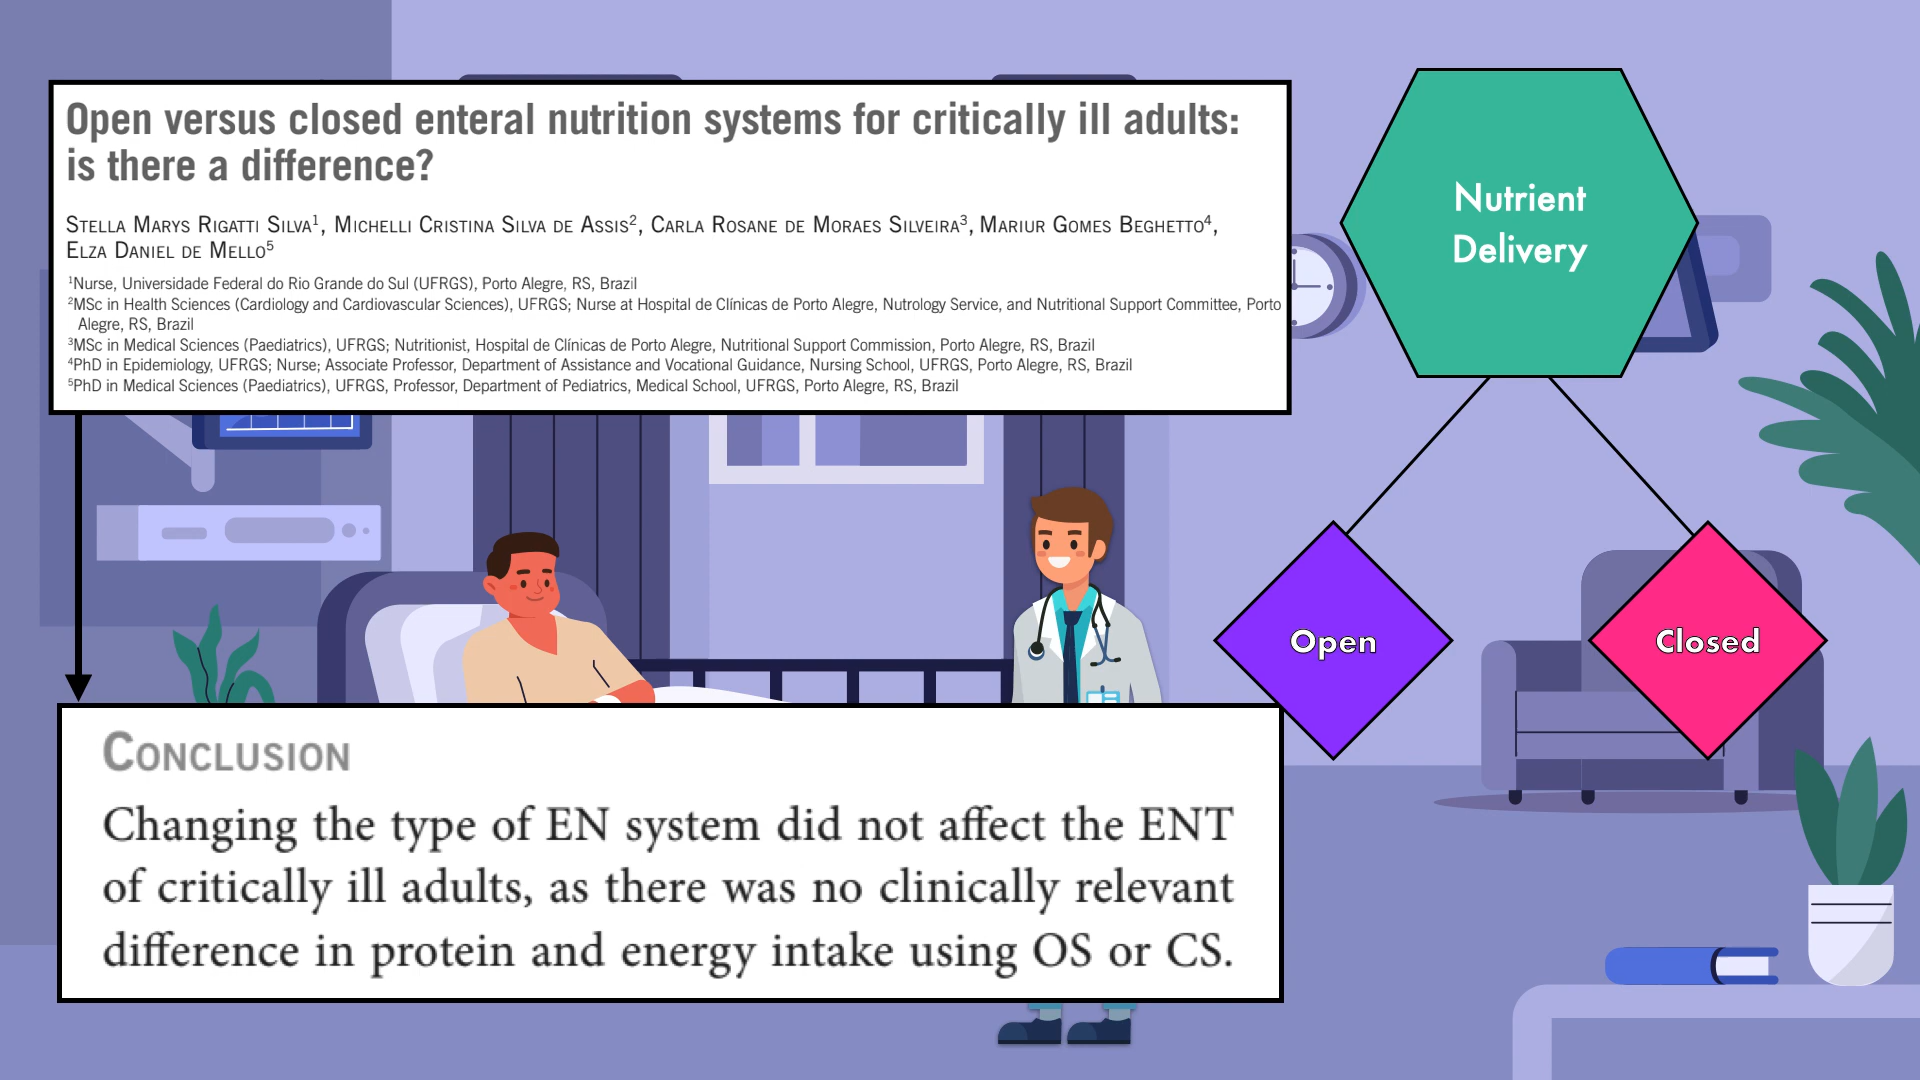 Open versus closed enteral nutrition systems for critically ill adults:
is there a difference?
Stella Marys Rigatti Silva¹, Michelli Cristina Silva de Assis², Carla Rosane de Moraes Silveira³, Mariur Gomes Beghetto⁴,
Elza Daniel de Mello⁵
¹Nurse, Universidade Federal do Rio Grande do Sul (UFRGS), Porto Alegre, RS, Brazil
²MSc in Health Sciences (Cardiology and Cardiovascular Sciences), UFRGS; Nurse at Hospital de Clínicas de Porto Alegre, Nutrology Service, and Nutritional Support Committee, Porto
Alegre, RS, Brazil
³MSc in Medical Sciences (Paediatrics), UFRGS; Nutritionist, Hospital de Clínicas de Porto Alegre, Nutritional Support Commission, Porto Alegre, RS, Brazil
⁴PhD in Epidemiology, UFRGS; Nurse; Associate Professor, Department of Assistance and Vocational Guidance, Nursing School, UFRGS, Porto Alegre, RS, Brazil
⁵PhD in Medical Sciences (Paediatrics), UFRGS, Professor, Department of Pediatrics, Medical School, UFRGS, Porto Alegre, RS, Brazil
Nutrient
Delivery
Open
Closed
Conclusion
Changing the type of EN system did not affect the ENT
of critically ill adults, as there was no clinically relevant
difference in protein and energy intake using OS or CS.